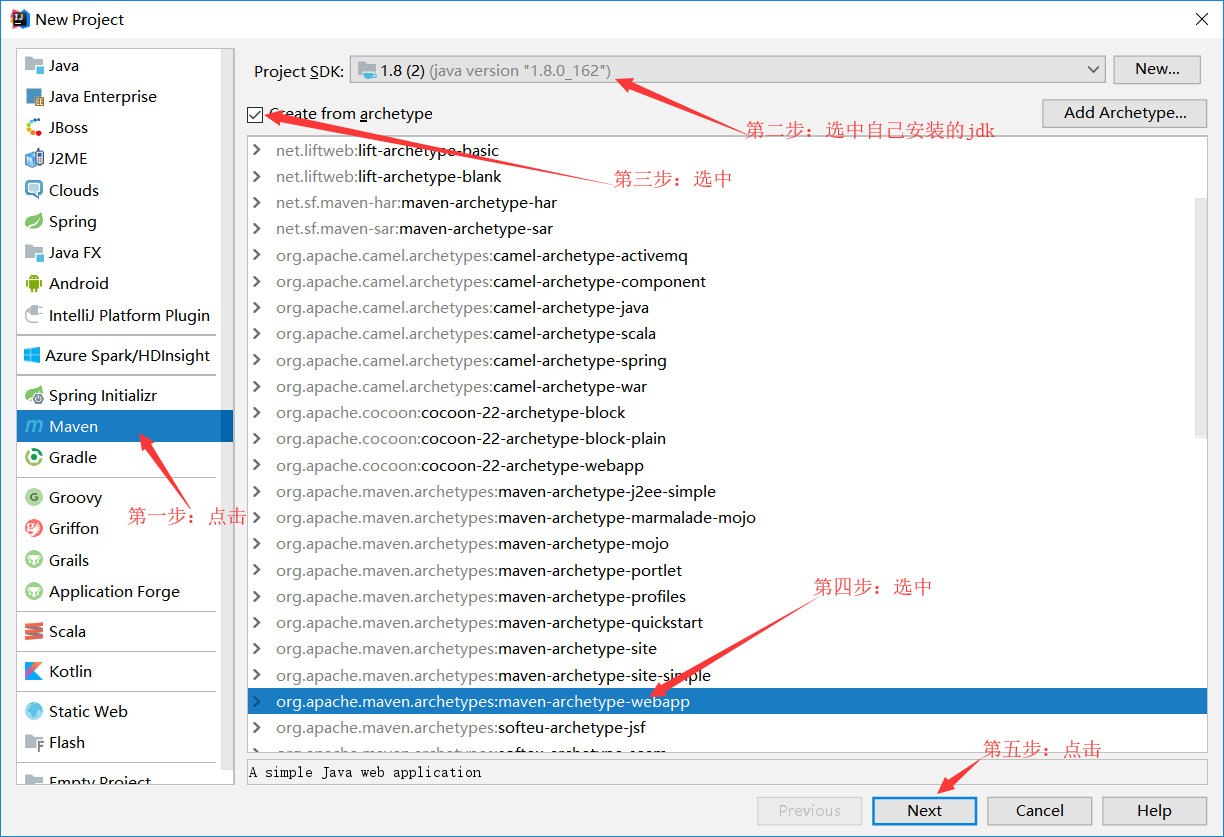 New Project
Java
Java Enterprise
JBoss
J2ME
Clouds
Spring
Java FX
Android
IntelliJ Platform Plugin
Azure Spark/HDInsight
Spring Initializr
Maven
Gradle
第一步：点击
Groovy
Griffon
Grails
Application Forge
Scala
Kotlin
Static Web
Flash
Empty Project
Project SDK: 1.8 (2) (java version "1.8.0_162") New...
Create from archetype Add Archetype...
第二步：选中自己安装的jdk
第三步：选中
net.liftweb:lift-archetype-basic
net.liftweb:lift-archetype-blank
net.sf.maven-har:maven-archetype-har
net.sf.maven-sar:maven-archetype-sar
org.apache.camel.archetypes:camel-archetype-activemq
org.apache.camel.archetypes:camel-archetype-component
org.apache.camel.archetypes:camel-archetype-java
org.apache.camel.archetypes:camel-archetype-scala
org.apache.camel.archetypes:camel-archetype-spring
org.apache.camel.archetypes:camel-archetype-war
org.apache.cocoon:cocoon-22-archetype-block
org.apache.cocoon:cocoon-22-archetype-block-plain
org.apache.cocoon:cocoon-22-archetype-webapp
org.apache.maven.archetypes:maven-archetype-j2ee-simple
org.apache.maven.archetypes:maven-archetype-marmalade-mojo
org.apache.maven.archetypes:maven-archetype-mojo
org.apache.maven.archetypes:maven-archetype-portlet
org.apache.maven.archetypes:maven-archetype-profiles
org.apache.maven.archetypes:maven-archetype-quickstart
org.apache.maven.archetypes:maven-archetype-site
org.apache.maven.archetypes:maven-archetype-site-simple
org.apache.maven.archetypes:maven-archetype-webapp
org.apache.maven.archetypes:softeu-archetype-jsf
org.apache.maven.archetypes:softeu-archetype-seam
第四步：选中
A simple Java web application
第五步：点击
Previous Next Cancel Help